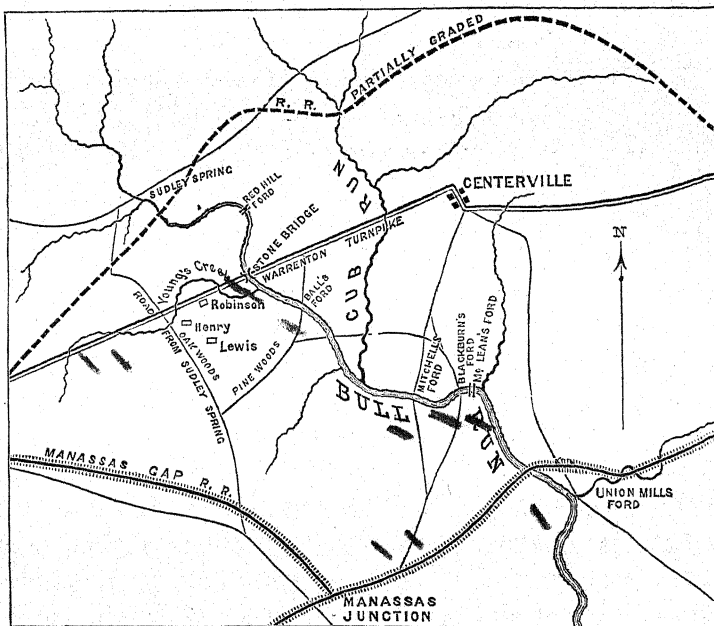 PARTIALLY GRADED
R. R.
SUDLEY SPRING
RED HILL
FORD
CUB RUN
CENTERVILLE
STONE BRIDGE
WARRENTON TURNPIKE
N
Young's Creek
BALL'S
FORD
ROAD FROM SUDLEY SPRING
Robinson
Henry
Lewis
OAK WOODS
PINE WOODS
MITCHELL'S
FORD
BLACKBURN'S
FORD
McLEAN'S FORD
BULL RUN
MANASSAS GAP R. R.
UNION MILLS
FORD
MANASSAS
JUNCTION